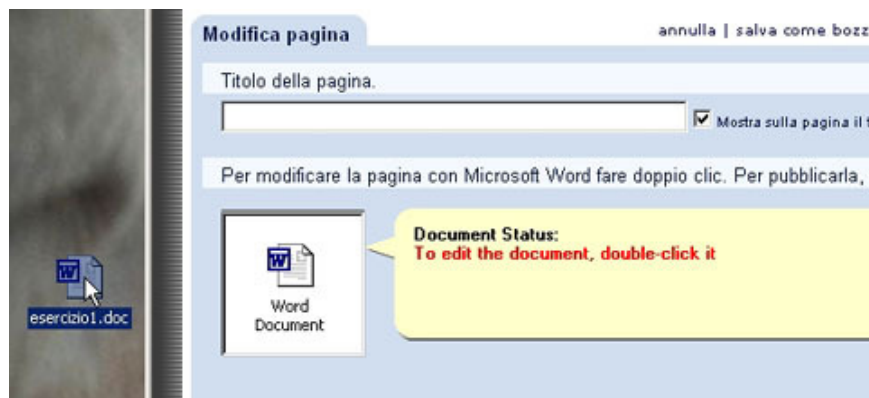 Modifica pagina
annulla | salva come bozz
Titolo della pagina.
Mostra sulla pagina il t
Per modificare la pagina con Microsoft Word fare doppio clic. Per pubblicarla,
Document Status:
To edit the document, double-click it
Word
Document
esercizio1.doc